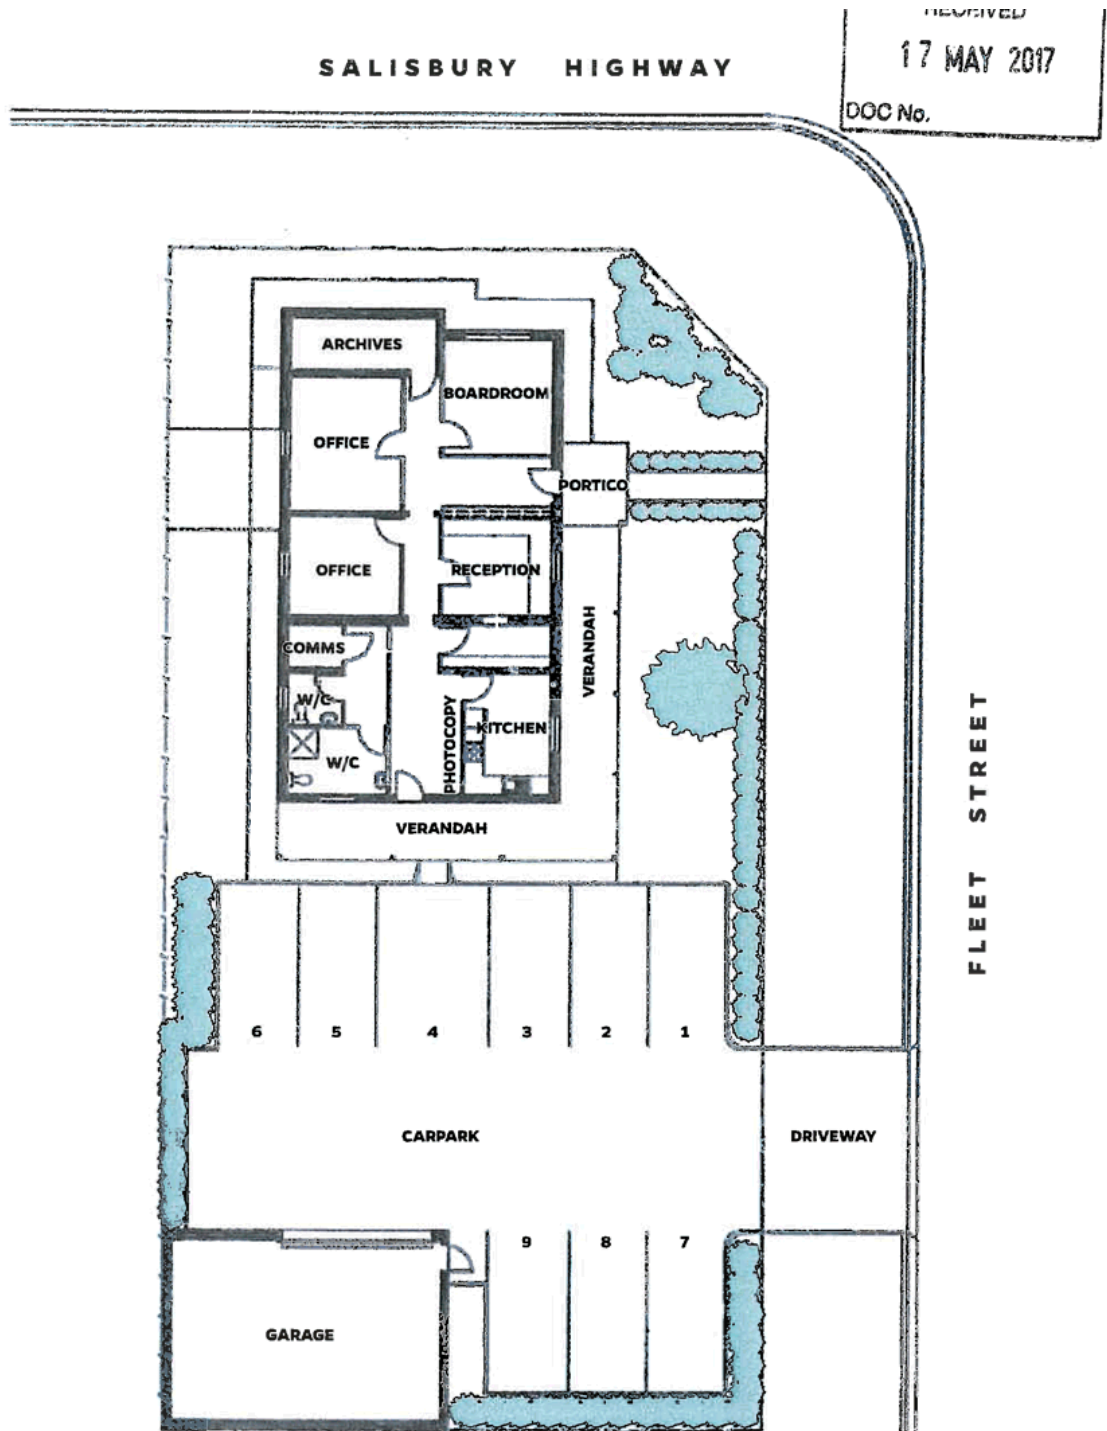 RECEIVED
17 MAY 2017
DOC No.
SALISBURY HIGHWAY
ARCHIVES
BOARDROOM
OFFICE
PORTICO
OFFICE
RECEPTION
VERANDAH
COMMS
W/C
PHOTOCOPY
KITCHEN
W/C
VERANDAH
FLEET STREET
6
5
4
3
2
1
CARPARK
DRIVEWAY
9
8
7
GARAGE